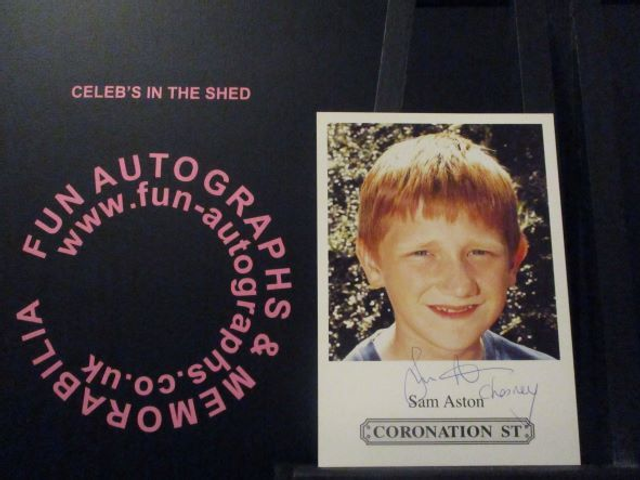 CELEB'S IN THE SHED
FUN AUTOGRAPHS & MEMORABILIA
www.fun-autographs.co.uk
Sam Aston
Chesney
CORONATION ST